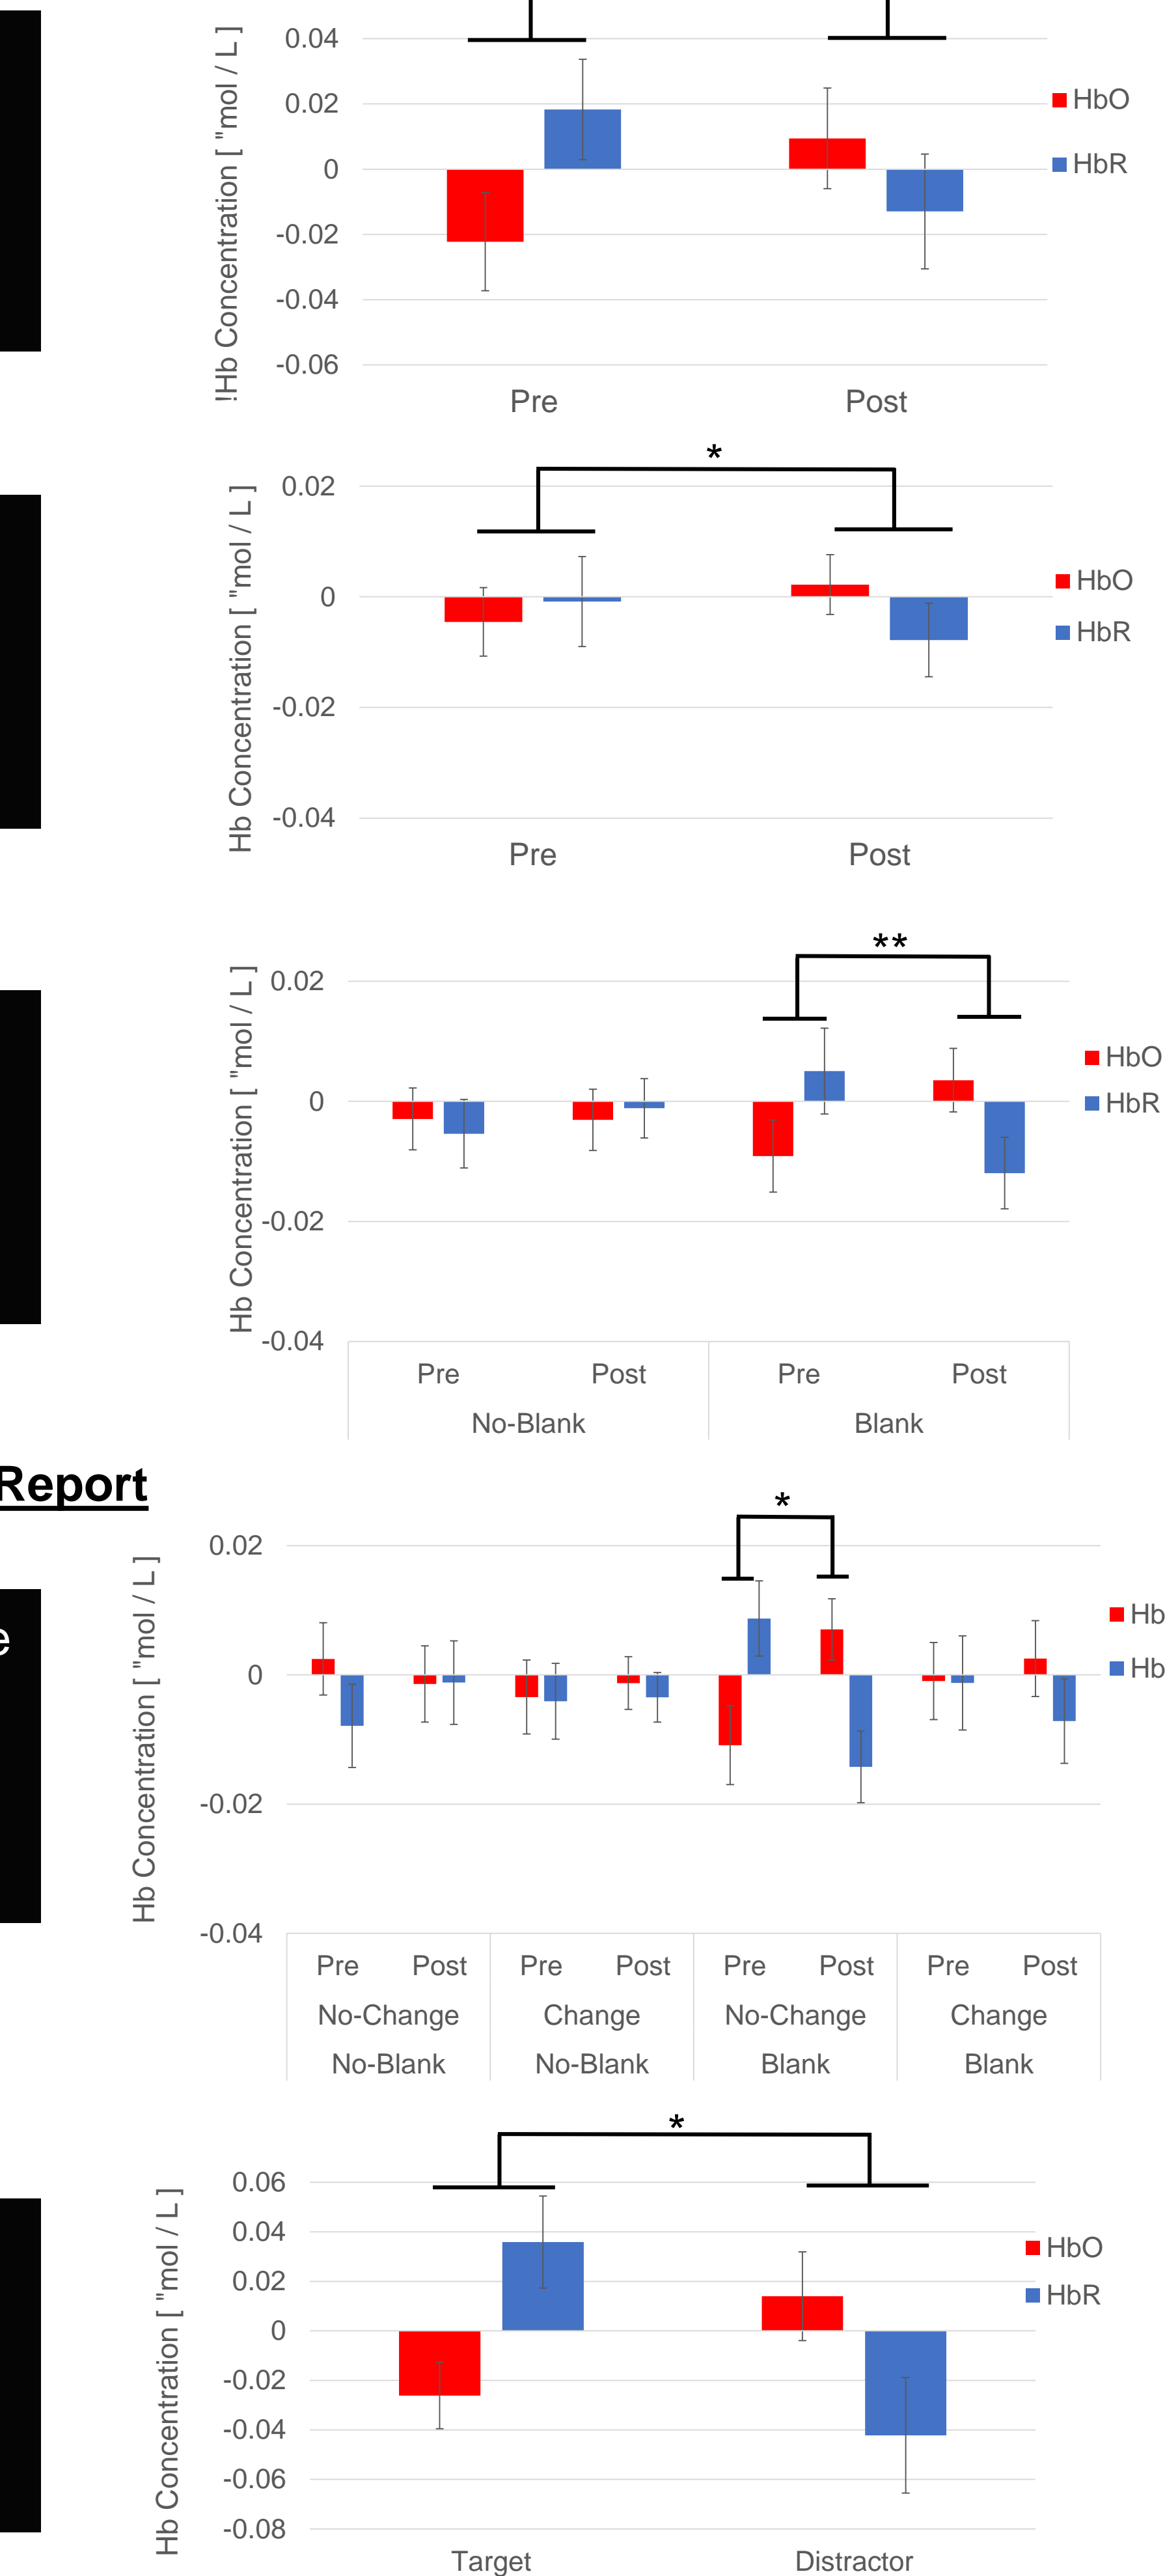 0.04
0.02
0
-0.02
-0.04
-0.06
!Hb Concentration [ "mol / L ]
HbO
HbR
Pre Post
*
0.02
0
-0.02
-0.04
Hb Concentration [ "mol / L ]
HbO
HbR
Pre Post
**
0.02
0
-0.02
-0.04
Hb Concentration [ "mol / L ]
HbO
HbR
Pre Post Pre Post
No-Blank Blank
Report
e
*
0.02
0
-0.02
-0.04
Hb Concentration [ "mol / L ]
Hb
Hb
Pre Post Pre Post Pre Post Pre Post
No-Change Change No-Change Change
No-Blank No-Blank Blank Blank
*
0.06
0.04
0.02
0
-0.02
-0.04
-0.06
-0.08
Hb Concentration [ "mol / L ]
HbO
HbR
Target Distractor